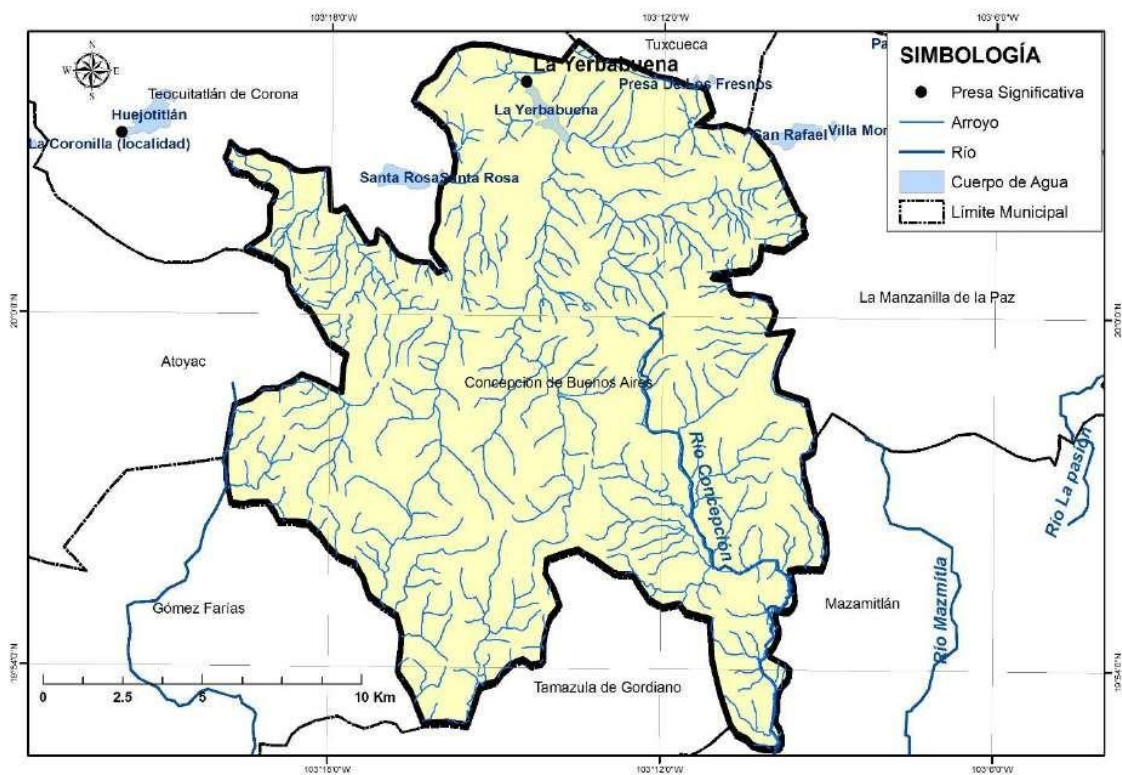 103°18'0"W
103°12'0"W
103°6'0"W
N
W
E
S
Tuxcueca
Pa
SIMBOLOGÍA
La Yerbabuena
Presa De Los Fresnos
Presa Significativa
Teocuitatlán de Corona
Huejotitlán
La Yerbabuena
Arroyo
La Coronilla (localidad)
San Rafael
Villa Mor
Río
Santa Rosa
Santa Rosa
Cuerpo de Agua
Límite Municipal
La Manzanilla de la Paz
20°0'0"N
20°0'0"N
Atoyac
Concepción de Buenos Aires
Río Concepción
Río La pasión
Gómez Farías
Mazamitlán
Río Mazmitla
19°54'0"N
19°54'0"N
0
2.5
5
10 Km
Tamazula de Gordiano
103°18'0"W
103°12'0"W
103°6'0"W